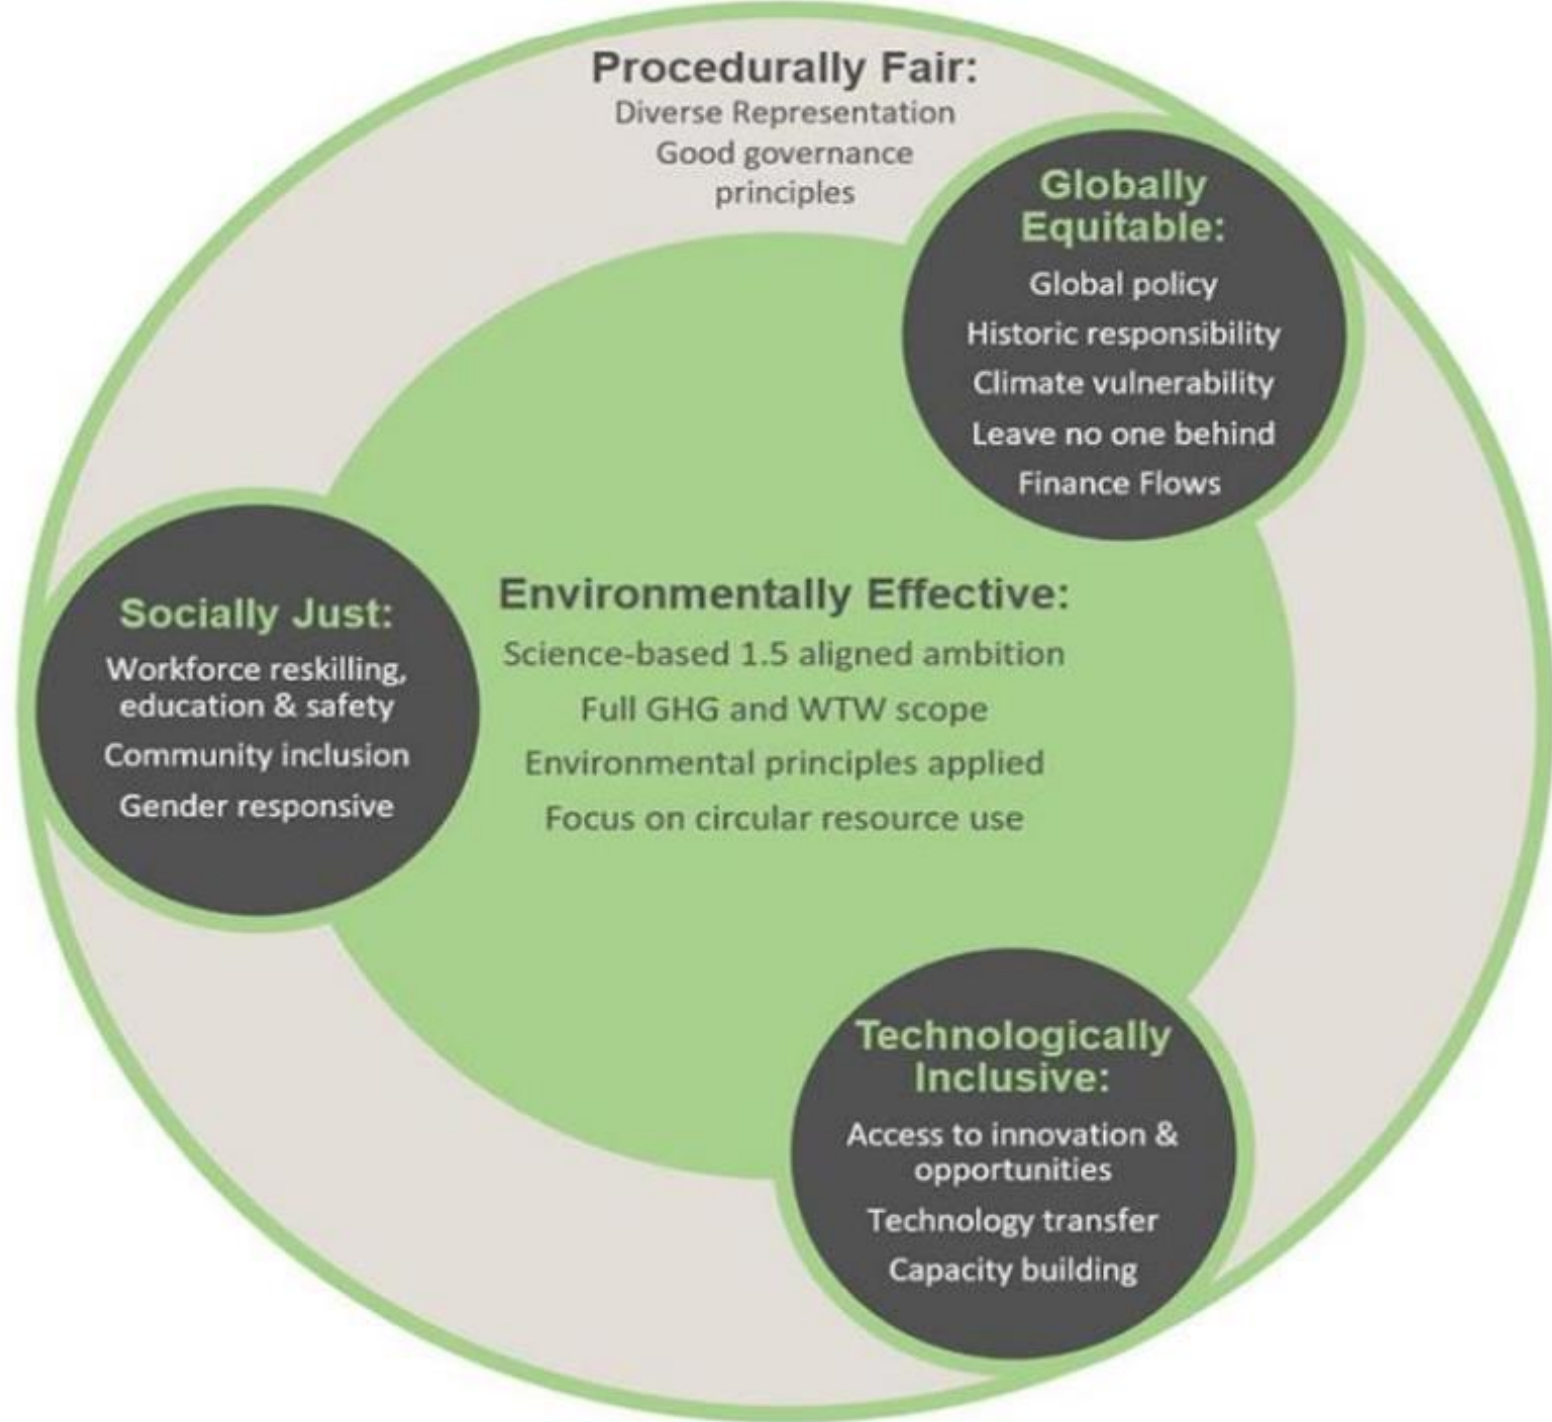 Procedurally Fair:
Diverse Representation
Good governance
principles
Globally
Equitable:
Global policy
Historic responsibility
Climate vulnerability
Leave no one behind
Finance Flows
Socially Just:
Workforce reskilling,
education & safety
Community inclusion
Gender responsive
Environmentally Effective:
Science-based 1.5 aligned ambition
Full GHG and WTW scope
Environmental principles applied
Focus on circular resource use
Technologically
Inclusive:
Access to innovation &
opportunities
Technology transfer
Capacity building